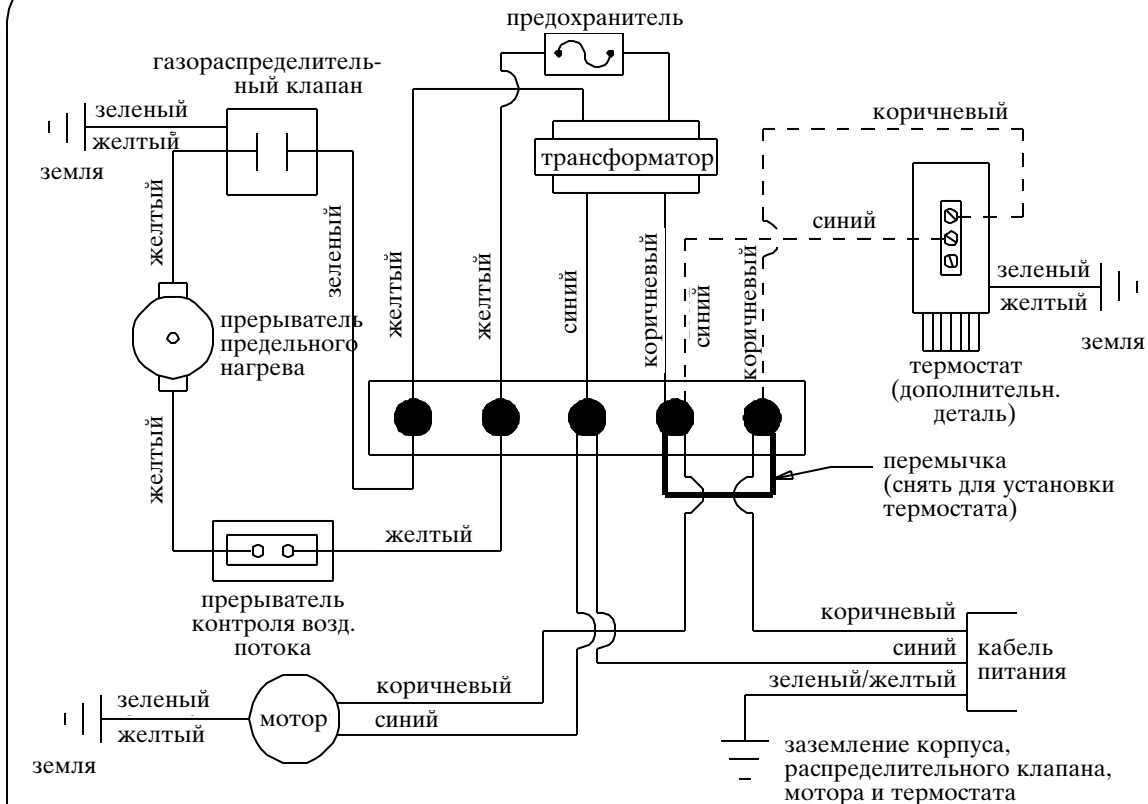 предохранитель
газораспределитель-
ный клапан
зеленый
желтый
земля
коричневый
трансформатор
синий
желтый
зеленый
желтый
желтый
синий
коричневый
синий
коричневый
зеленый
желтый
земля
прерыватель
предельного
нагрева
термостат
(дополнительн.
деталь)
желтый
перемычка
(снять для установки
термостата)
желтый
прерыватель
контроля возд.
потока
коричневый
синий
зеленый/желтый
кабель
питания
зеленый
желтый
земля
мотор
коричневый
синий
заземление корпуса,
распределительного клапана,
мотора и термостата